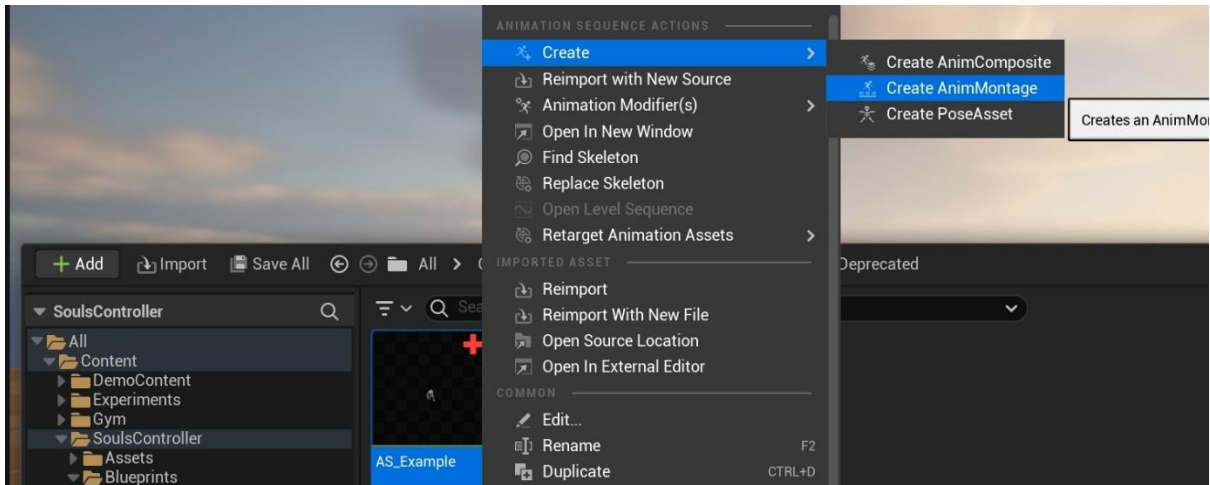 ANIMATION SEQUENCE ACTIONS
Create
Reimport with New Source
Animation Modifier(s)
Open In New Window
Find Skeleton
Replace Skeleton
Open Level Sequence
Retarget Animation Assets
IMPORTED ASSET
Reimport
Reimport With New File
Open Source Location
Open In External Editor
COMMON
Edit...
Rename F2
Duplicate CTRL+D
Create AnimComposite
Create AnimMontage
Create PoseAsset
Creates an AnimMo
+ Add Import Save All All > Deprecated
SoulsController
Sea
All
Content
DemoContent
Experiments
Gym
SoulsController
Assets
Blueprints
AS_Example